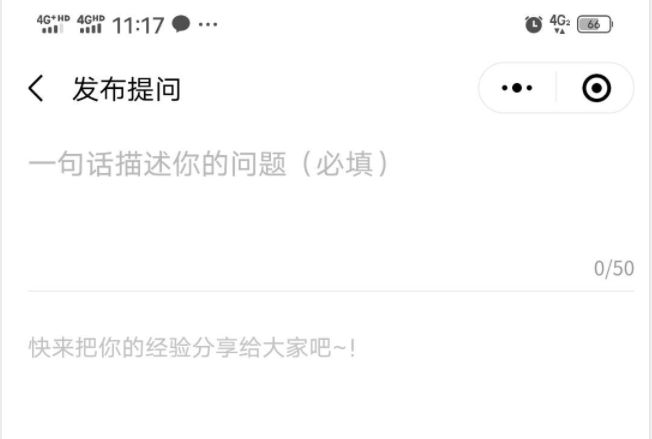 4G+HD 4GHD 11:17 4G2 66
发布提问
一句话描述你的问题（必填）
0/50
快来把你的经验分享给大家吧~!